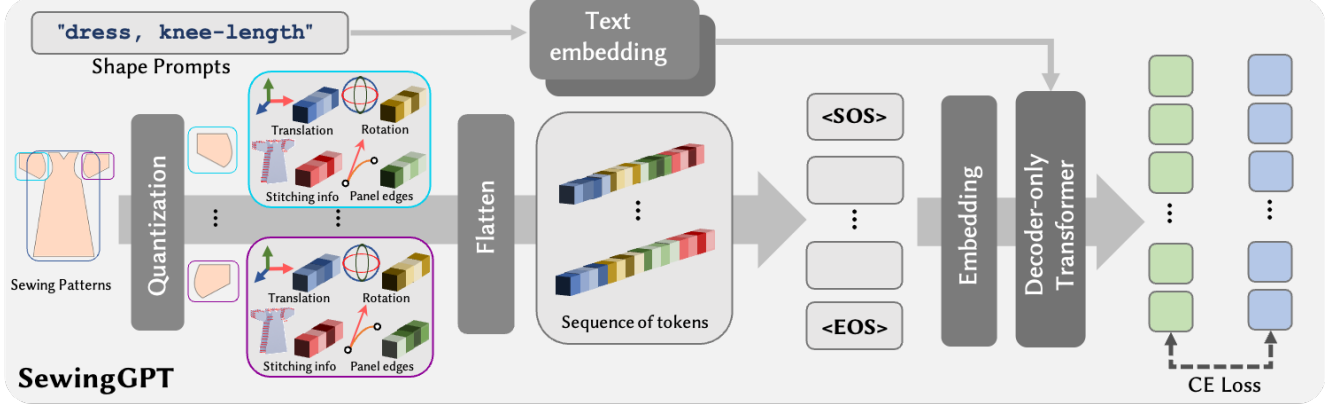 "dress, knee-length"
Shape Prompts
Text
embedding
Sewing Patterns
Quantization
Translation
Rotation
Stitching info
Panel edges
Translation
Rotation
Stitching info
Panel edges
Flatten
Sequence of tokens
<SOS>
<EOS>
Embedding
Decoder-only
Transformer
CE Loss
SewingGPT